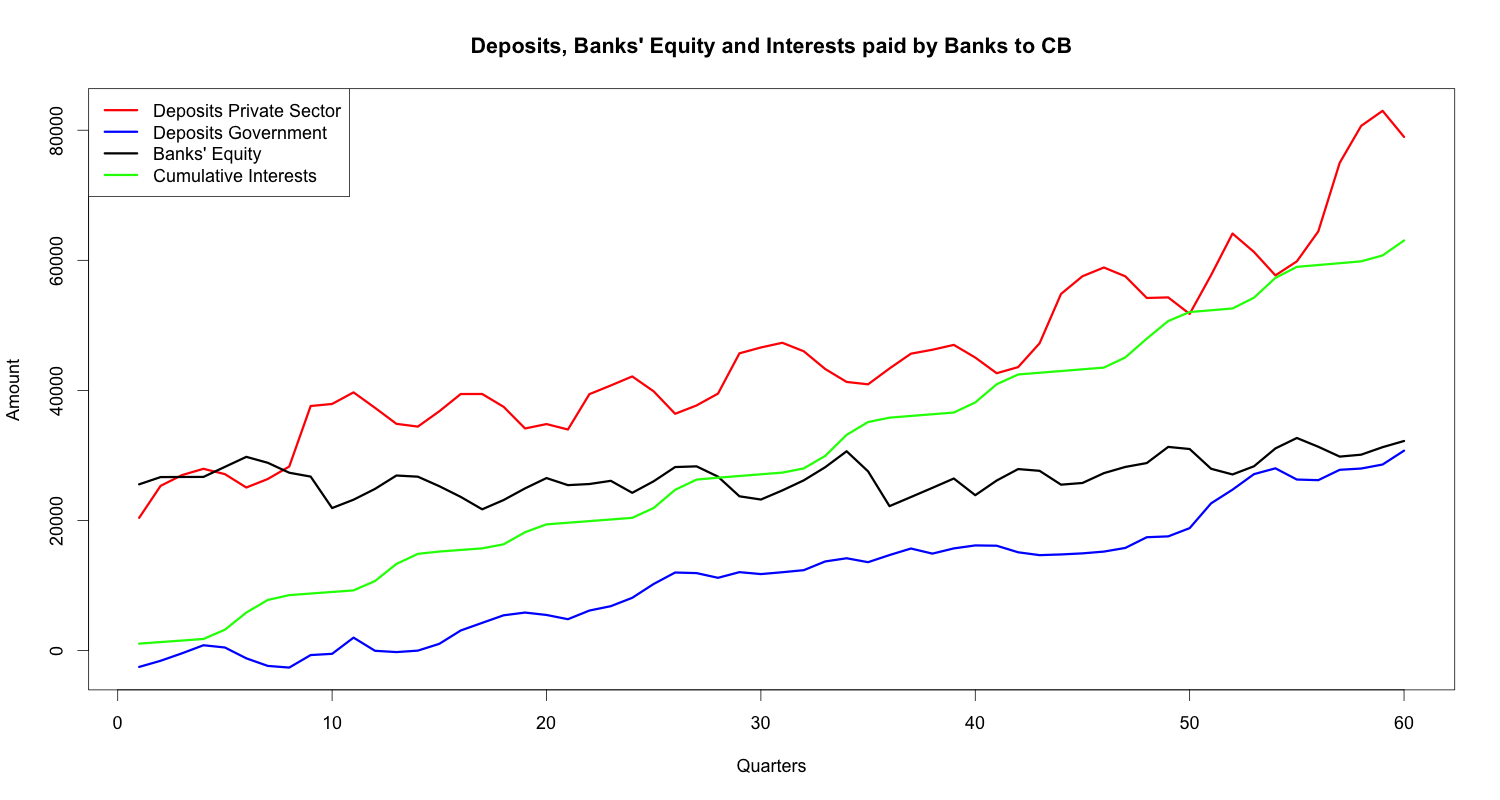 Deposits, Banks' Equity and Interests paid by Banks to CB
Deposits Private Sector
Deposits Government
Banks' Equity
Cumulative Interests
Amount
80000
60000
40000
20000
0
0 10 20 30 40 50 60
Quarters